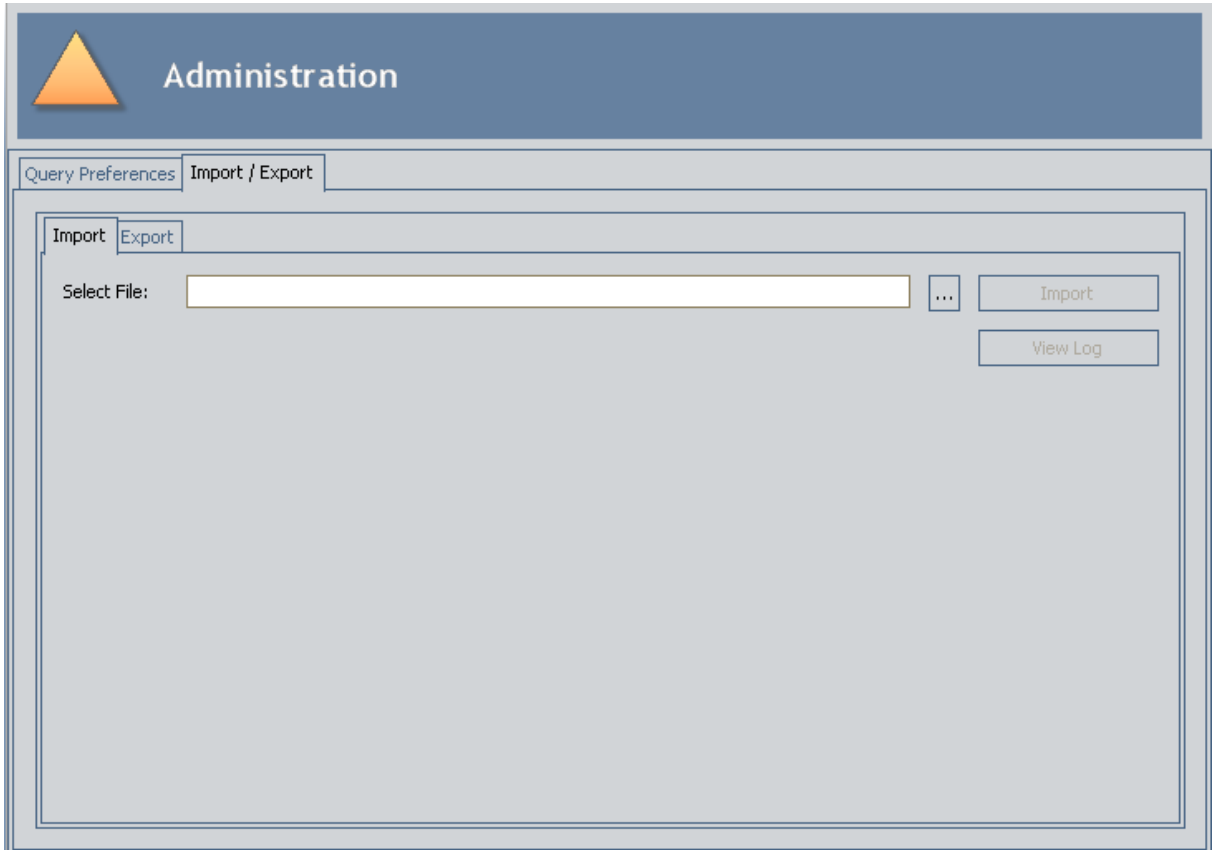 Administration
Query Preferences Import / Export
Import Export
Select File: ... Import
View Log